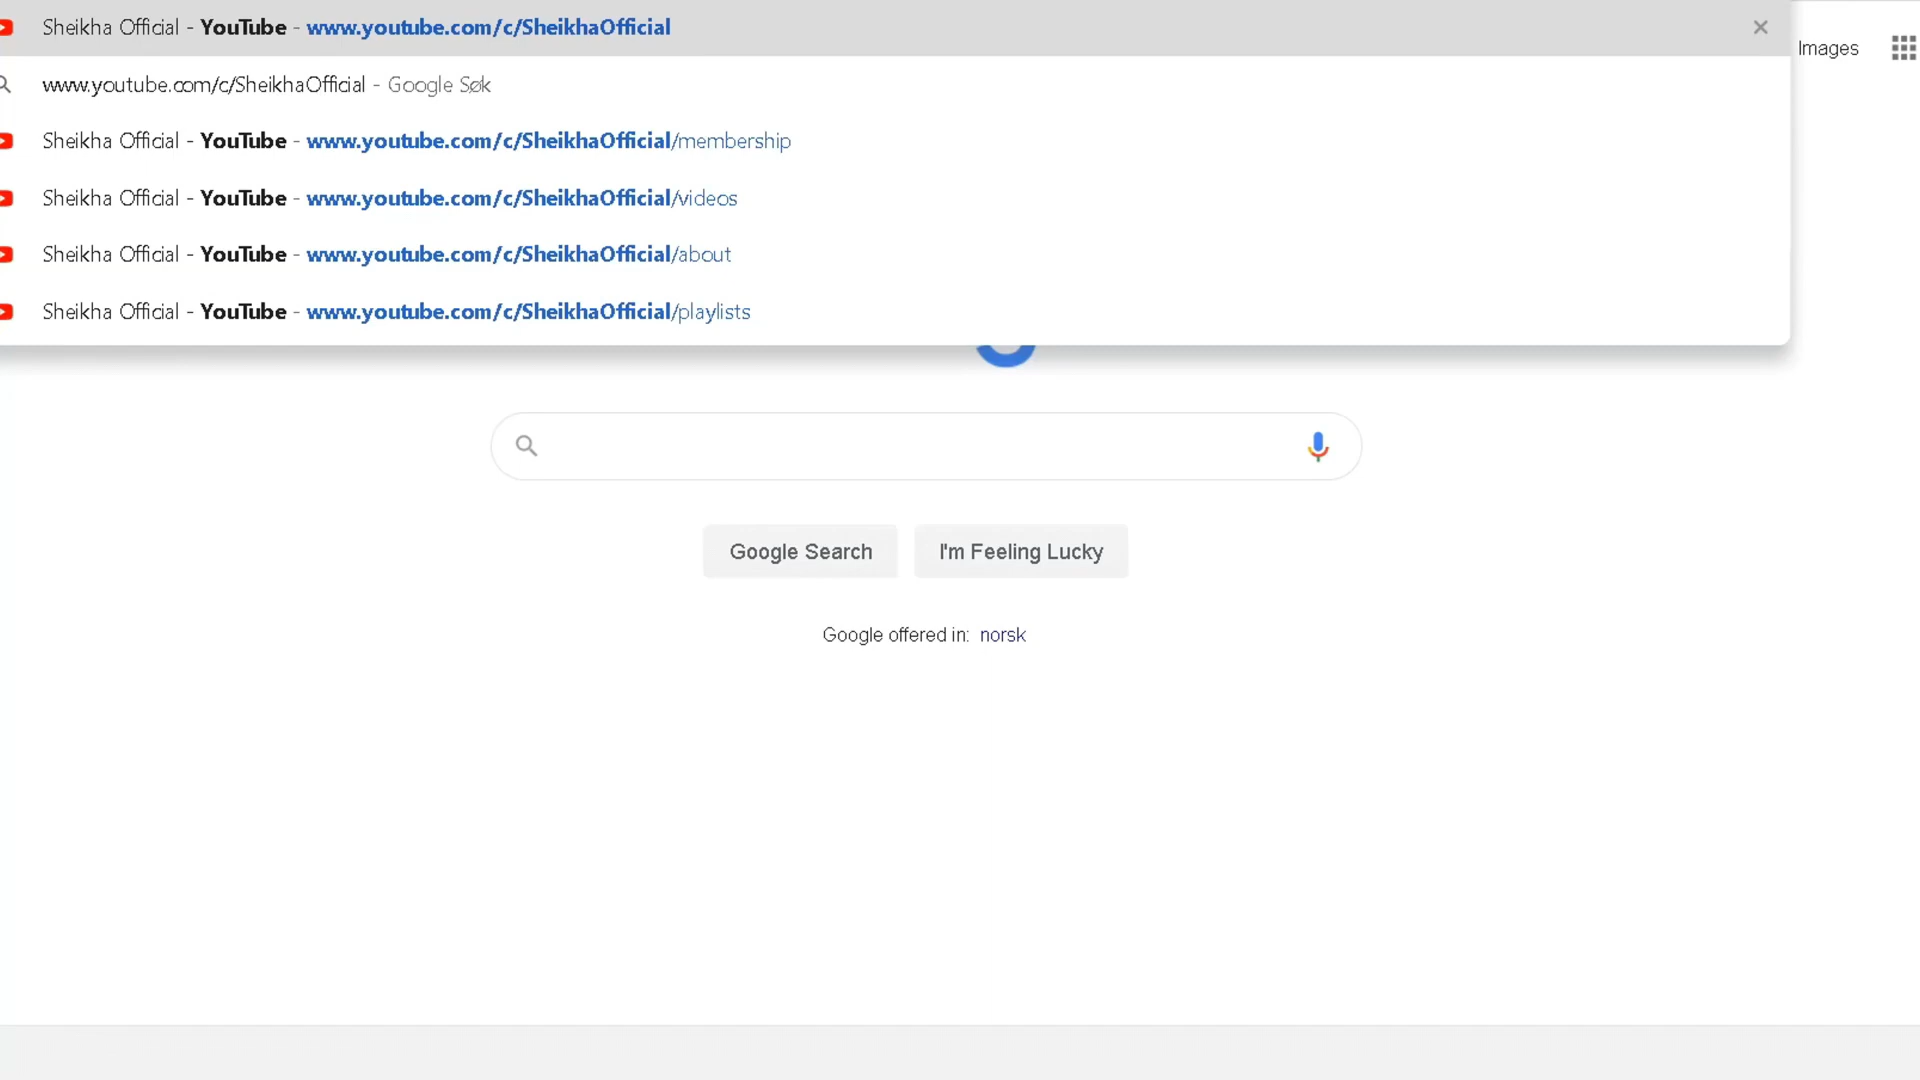 Sheikha Official - YouTube - www.youtube.com/c/SheikhaOfficial
Images
www.youtube.com/c/SheikhaOfficial - Google Søk
Sheikha Official - YouTube - www.youtube.com/c/SheikhaOfficial/membership
Sheikha Official - YouTube - www.youtube.com/c/SheikhaOfficial/videos
Sheikha Official - YouTube - www.youtube.com/c/SheikhaOfficial/about
Sheikha Official - YouTube - www.youtube.com/c/SheikhaOfficial/playlists
Google Search I'm Feeling Lucky
Google offered in: norsk